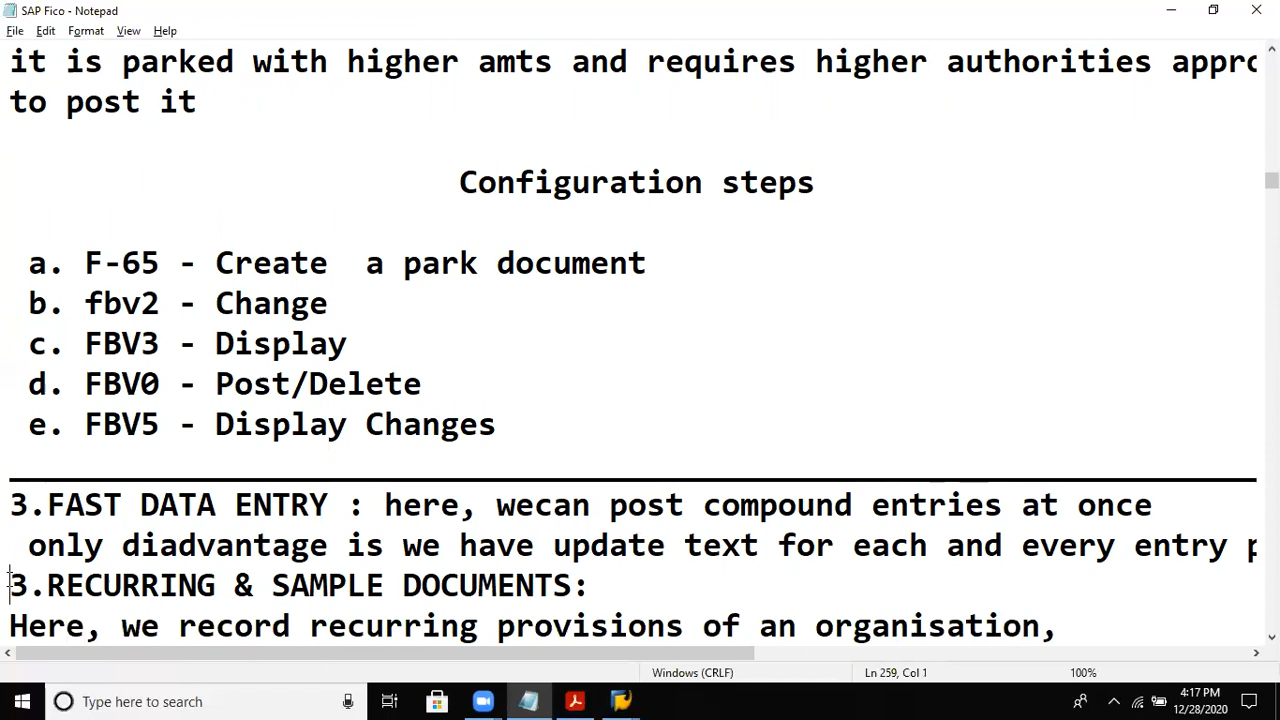 SAP Fico - Notepad
File Edit Format View Help
it is parked with higher amts and requires higher authorities appro
to post it
Configuration steps
a. F-65 - Create  a park document
b. fbv2 - Change
c. FBV3 - Display
d. FBV0 - Post/Delete
e. FBV5 - Display Changes
3.FAST DATA ENTRY : here, wecan post compound entries at once
only diadvantage is we have update text for each and every entry p
3.RECURRING & SAMPLE DOCUMENTS:
Here, we record recurring provisions of an organisation,
Windows (CRLF) Ln 259, Col 1 100%
Type here to search
4:17 PM
12/28/2020